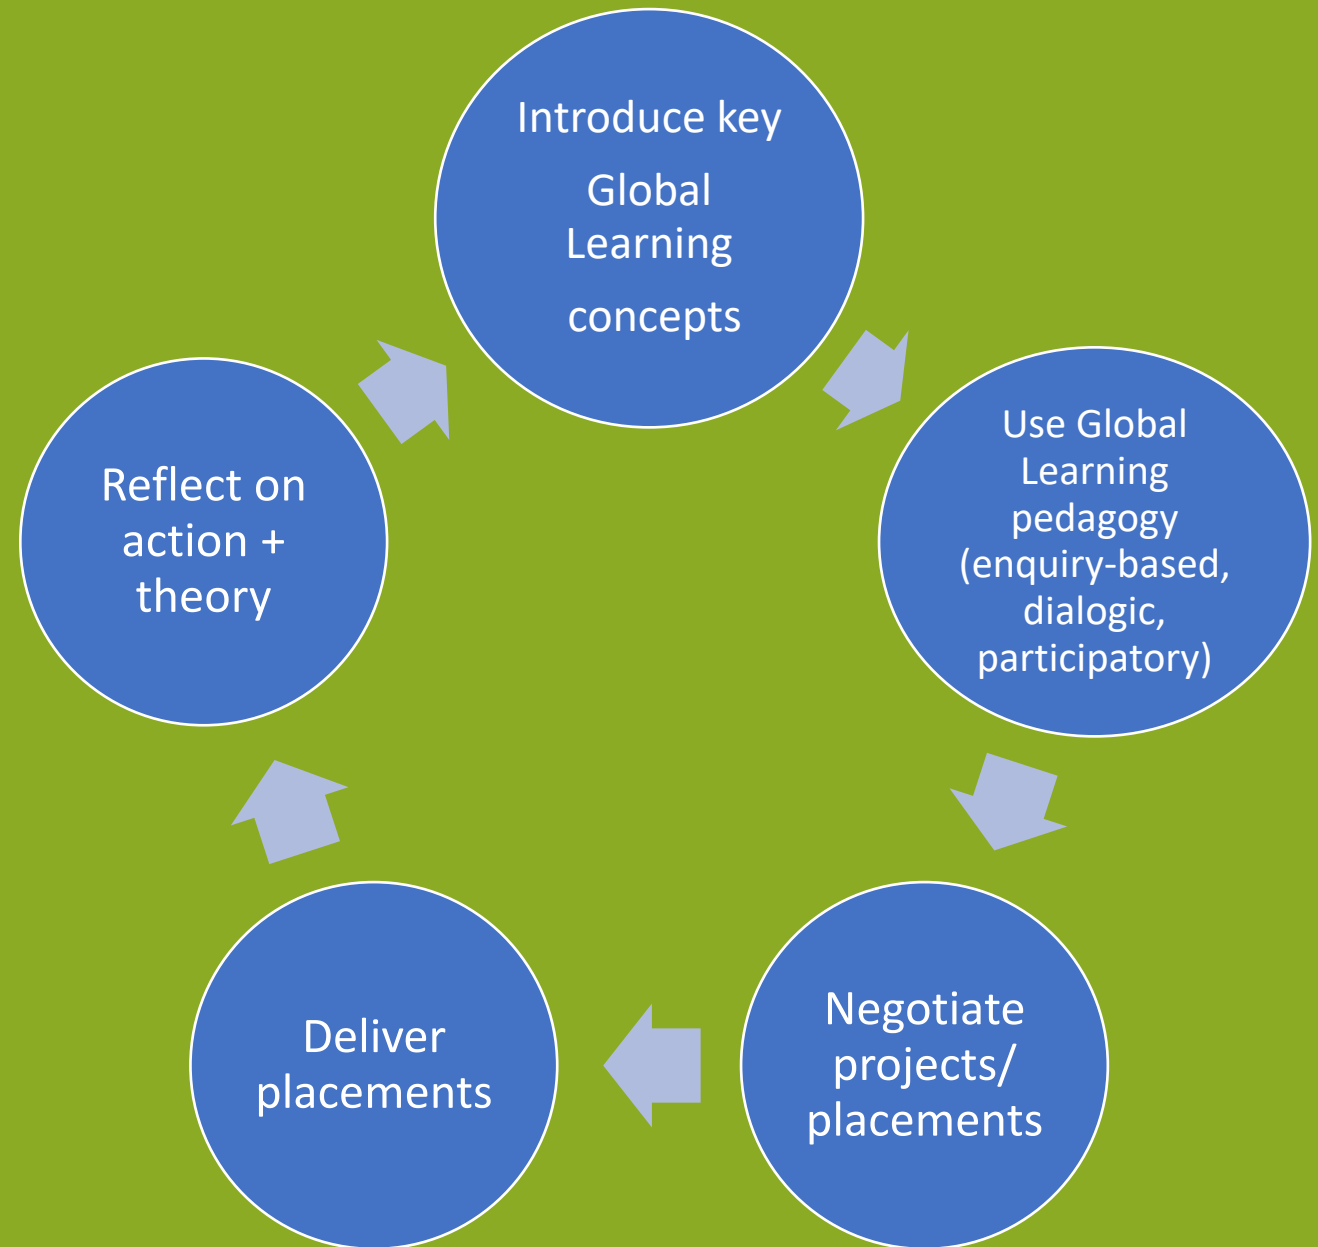 Introduce key
Global
Learning
concepts
Use Global
Learning
pedagogy
(enquiry-based,
dialogic,
participatory)
Negotiate
projects/
placements
Deliver
placements
Reflect on
action +
theory